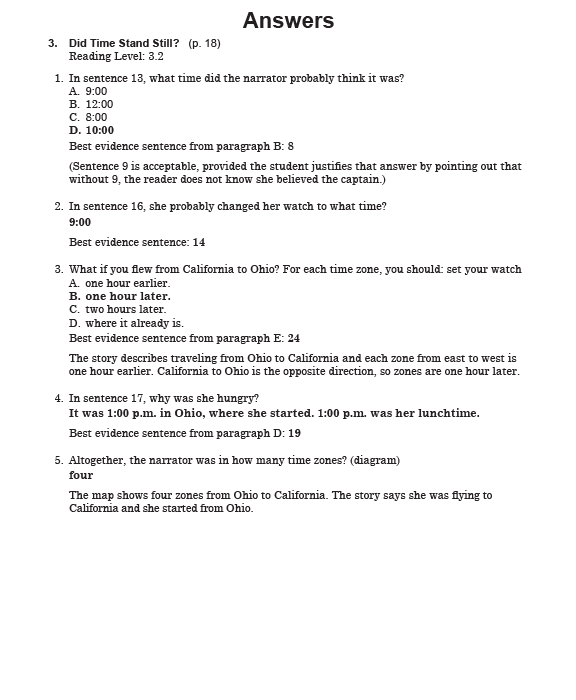 Answers
3. Did Time Stand Still? (p. 18)
Reading Level: 3.2
1. In sentence 13, what time did the narrator probably think it was?
A. 9:00
B. 12:00
C. 8:00
D. 10:00
Best evidence sentence from paragraph B: 8
(Sentence 9 is acceptable, provided the student justifies that answer by pointing out that
without 9, the reader does not know she believed the captain.)
2. In sentence 16, she probably changed her watch to what time?
9:00
Best evidence sentence: 14
3. What if you flew from California to Ohio? For each time zone, you should: set your watch
A. one hour earlier.
B. one hour later.
C. two hours later.
D. where it already is.
Best evidence sentence from paragraph E: 24
The story describes traveling from Ohio to California and each zone from east to west is
one hour earlier. California to Ohio is the opposite direction, so zones are one hour later.
4. In sentence 17, why was she hungry?
It was 1:00 p.m. in Ohio, where she started. 1:00 p.m. was her lunchtime.
Best evidence sentence from paragraph D: 19
5. Altogether, the narrator was in how many time zones? (diagram)
four
The map shows four zones from Ohio to California. The story says she was flying to
California and she started from Ohio.